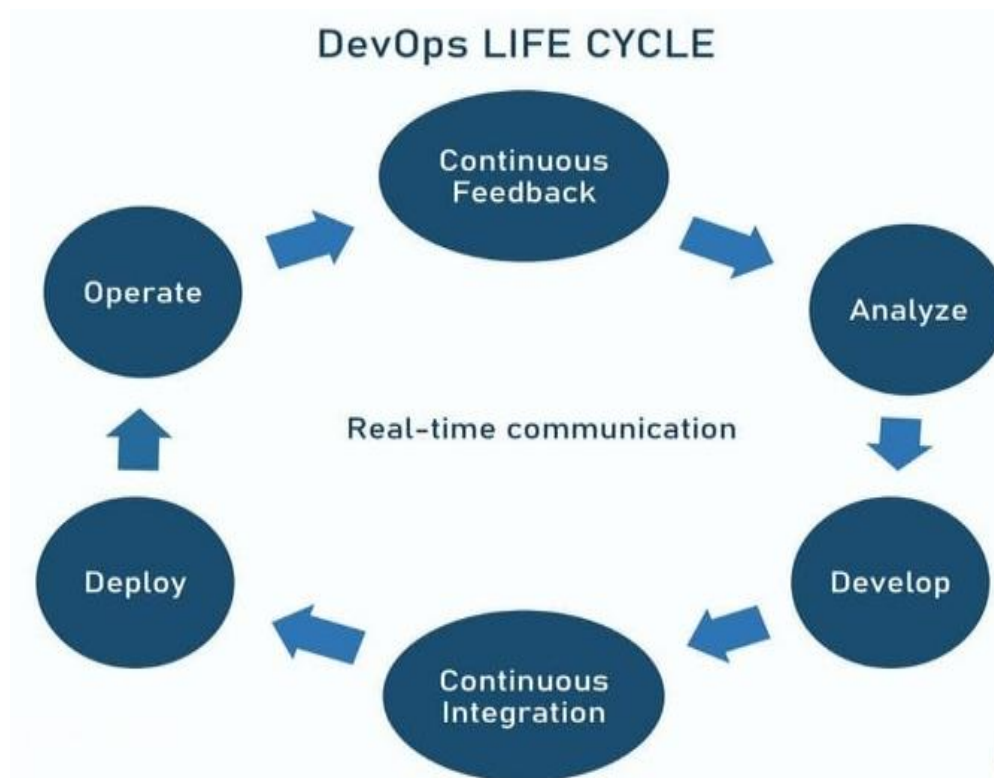 DevOps LIFE CYCLE
Continuous
Feedback
Operate
Analyze
Real-time communication
Deploy
Develop
Continuous
Integration